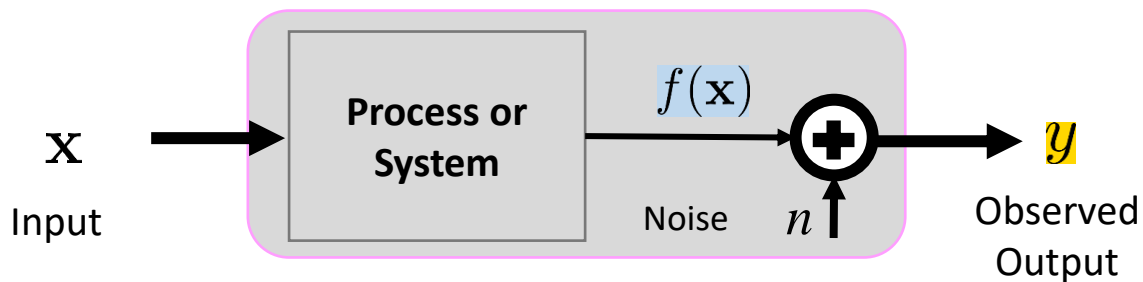 x
Input
Process or
System
f(x)
Noise
n
y
Observed
Output